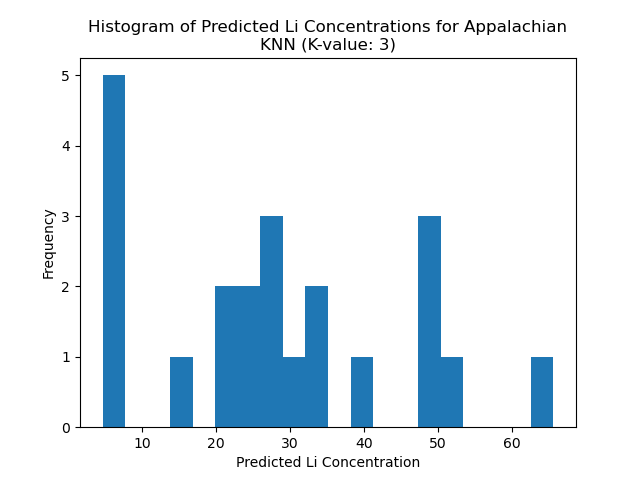 Histogram of Predicted Li Concentrations for Appalachian
KNN (K-value: 3)
5
4
3
2
1
0
Frequency
10 20 30 40 50 60
Predicted Li Concentration